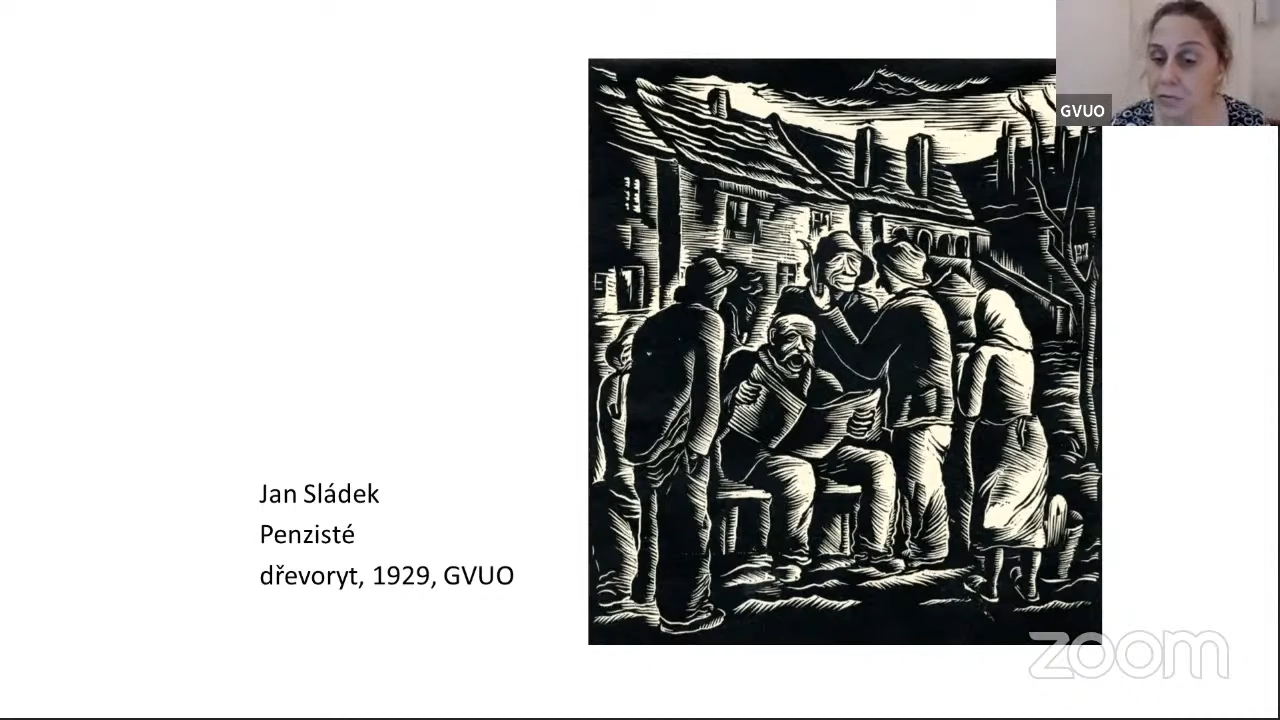 GVUO
Jan Sládek
Penzisté
dřevoryt, 1929, GVUO
zoom